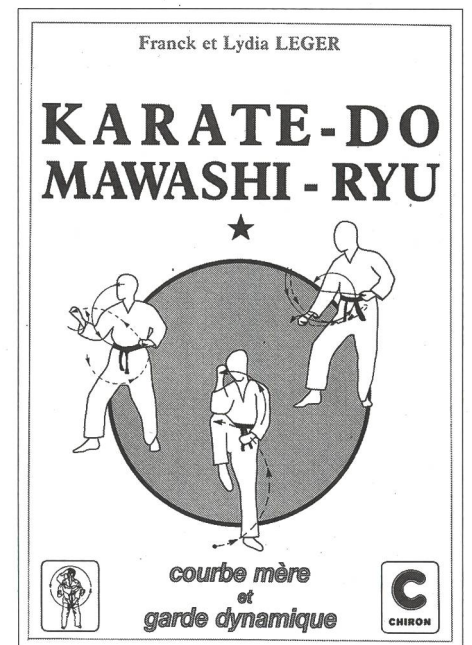 Franck et Lydia LEGER
KARATE-DO
MAWASHI - RYU
courbe mère
et
garde dynamique
C
CHIRON